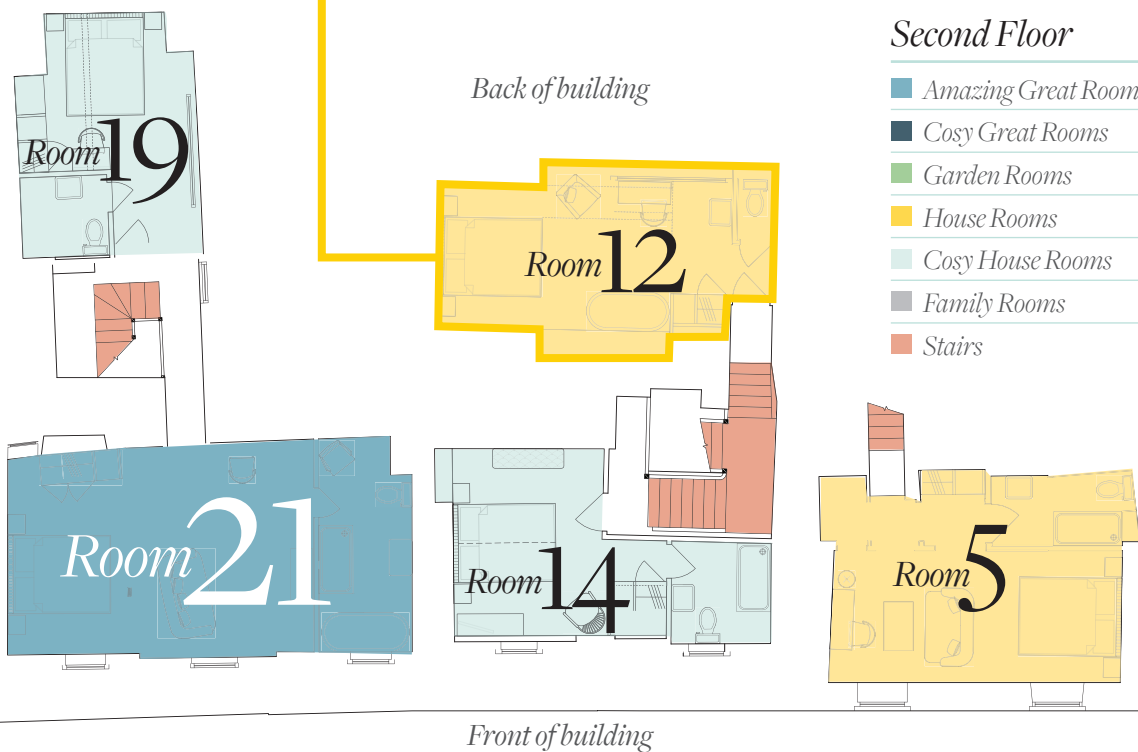 Second Floor
Amazing Great Room
Cosy Great Rooms
Garden Rooms
House Rooms
Cosy House Rooms
Family Rooms
Stairs
Back of building
Room 19
Room 12
Room 21
Room 14
Room 5
Front of building